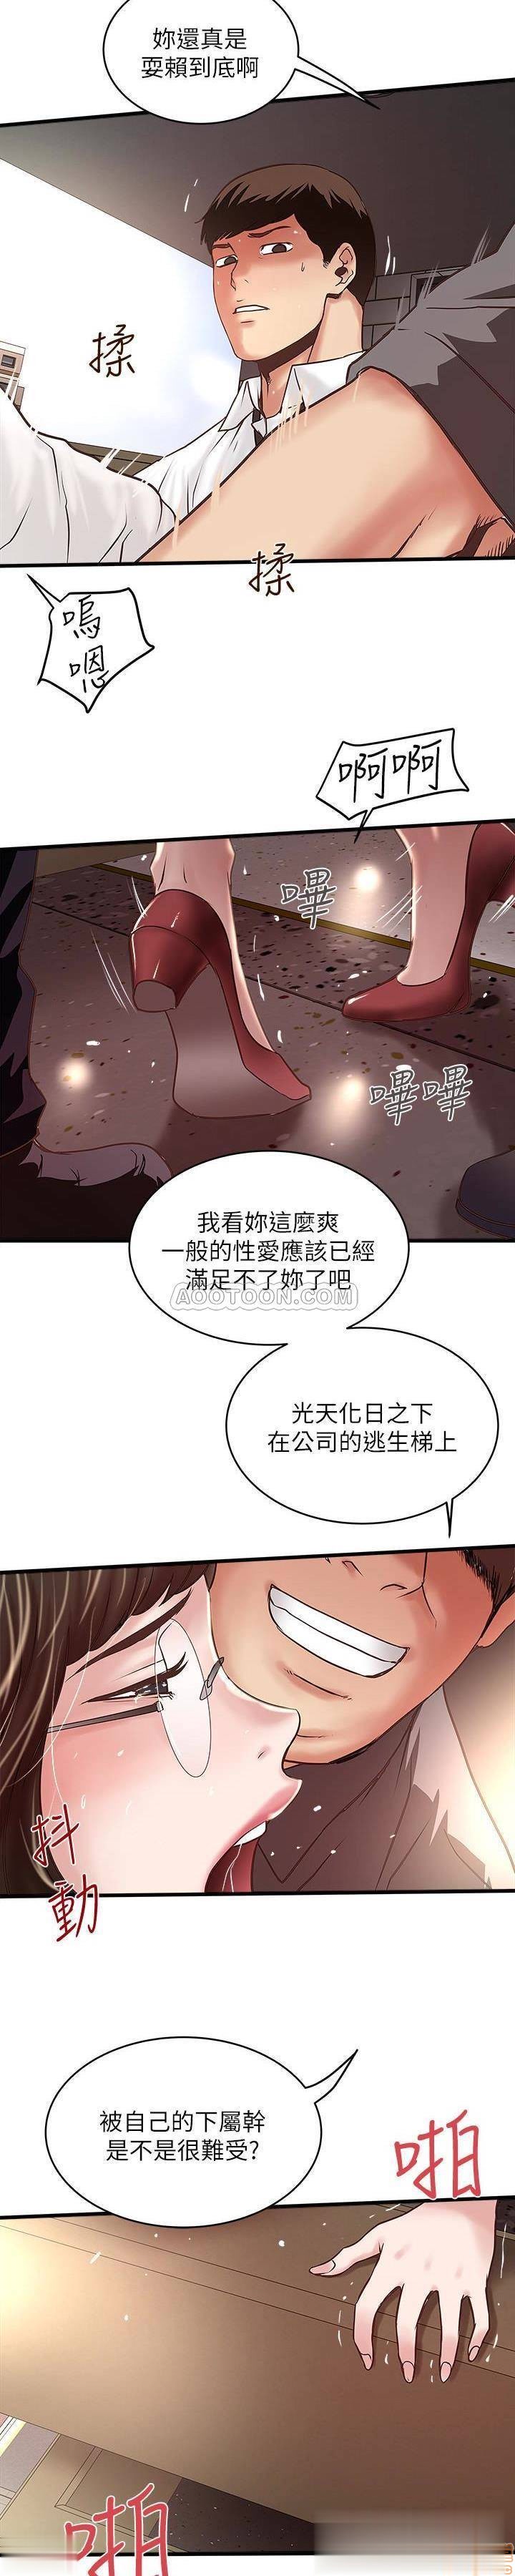 妳還真是
耍賴到底啊
揉
揉
嗚嗯
啊啊
嗶
嗶嗶
我看妳這麼爽
一般的性愛應該已經
滿足不了妳了吧
AOOTOON.COM
光天化日之下
在公司的逃生梯上
抖動
被自己的下屬幹
是不是很難受?
啪
啪